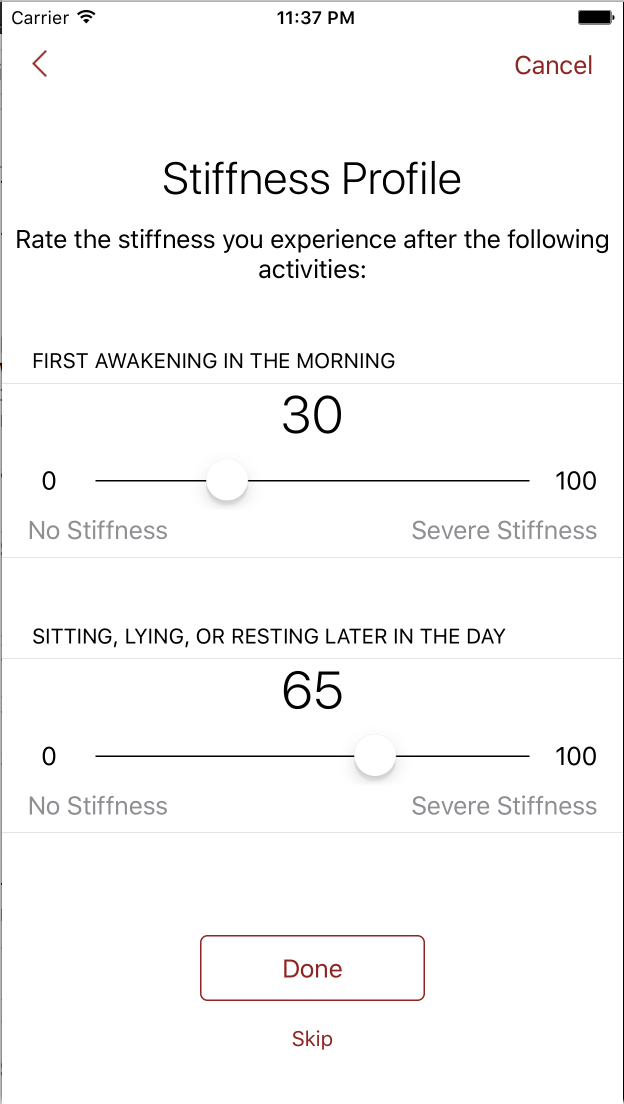 Carrier 11:37 PM
Cancel
Stiffness Profile
Rate the stiffness you experience after the following
activities:
FIRST AWAKENING IN THE MORNING
30
0 100
No Stiffness Severe Stiffness
SITTING, LYING, OR RESTING LATER IN THE DAY
65
0 100
No Stiffness Severe Stiffness
Done
Skip